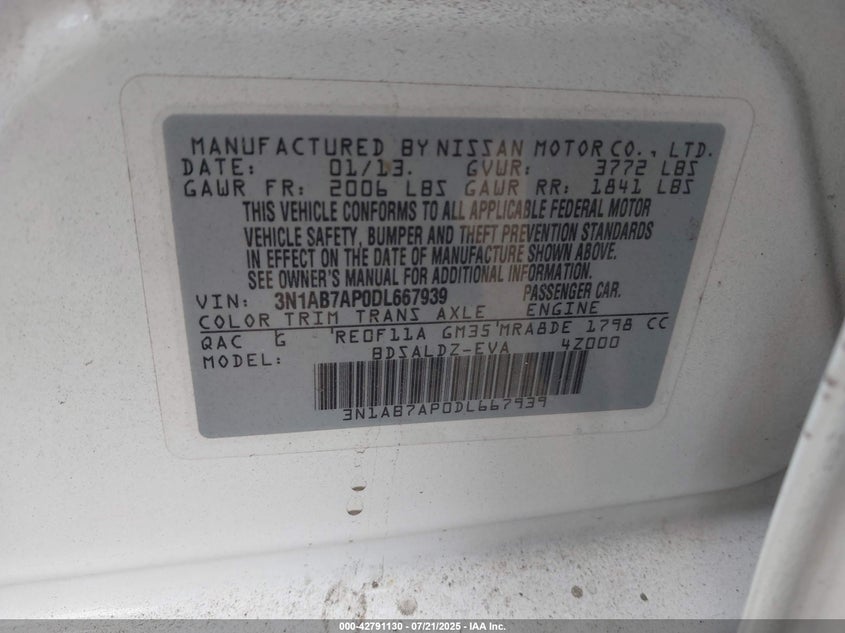 MANUFACTURED BY NISSAN MOTOR CO., LTD.
DATE: 01/13. GVWR: 3772 LBS
GAWR FR: 2006 LBS GAWR RR: 1841 LBS
THIS VEHICLE CONFORMS TO ALL APPLICABLE FEDERAL MOTOR
VEHICLE SAFETY, BUMPER AND THEFT PREVENTION STANDARDS
IN EFFECT ON THE DATE OF MANUFACTURE SHOWN ABOVE.
SEE OWNER'S MANUAL FOR ADDITIONAL INFORMATION.
VIN: 3N1AB7AP0DL667939 PASSENGER CAR.
COLOR TRIM TRANS AXLE ENGINE
QAC G RE0F11A GM35 MRA8DE 1798 CC
MODEL: BDSALDZ-EVA 4Z000
3N1AB7AP0DL667939
000-42791130 - 07/21/2025 - IAA Inc.